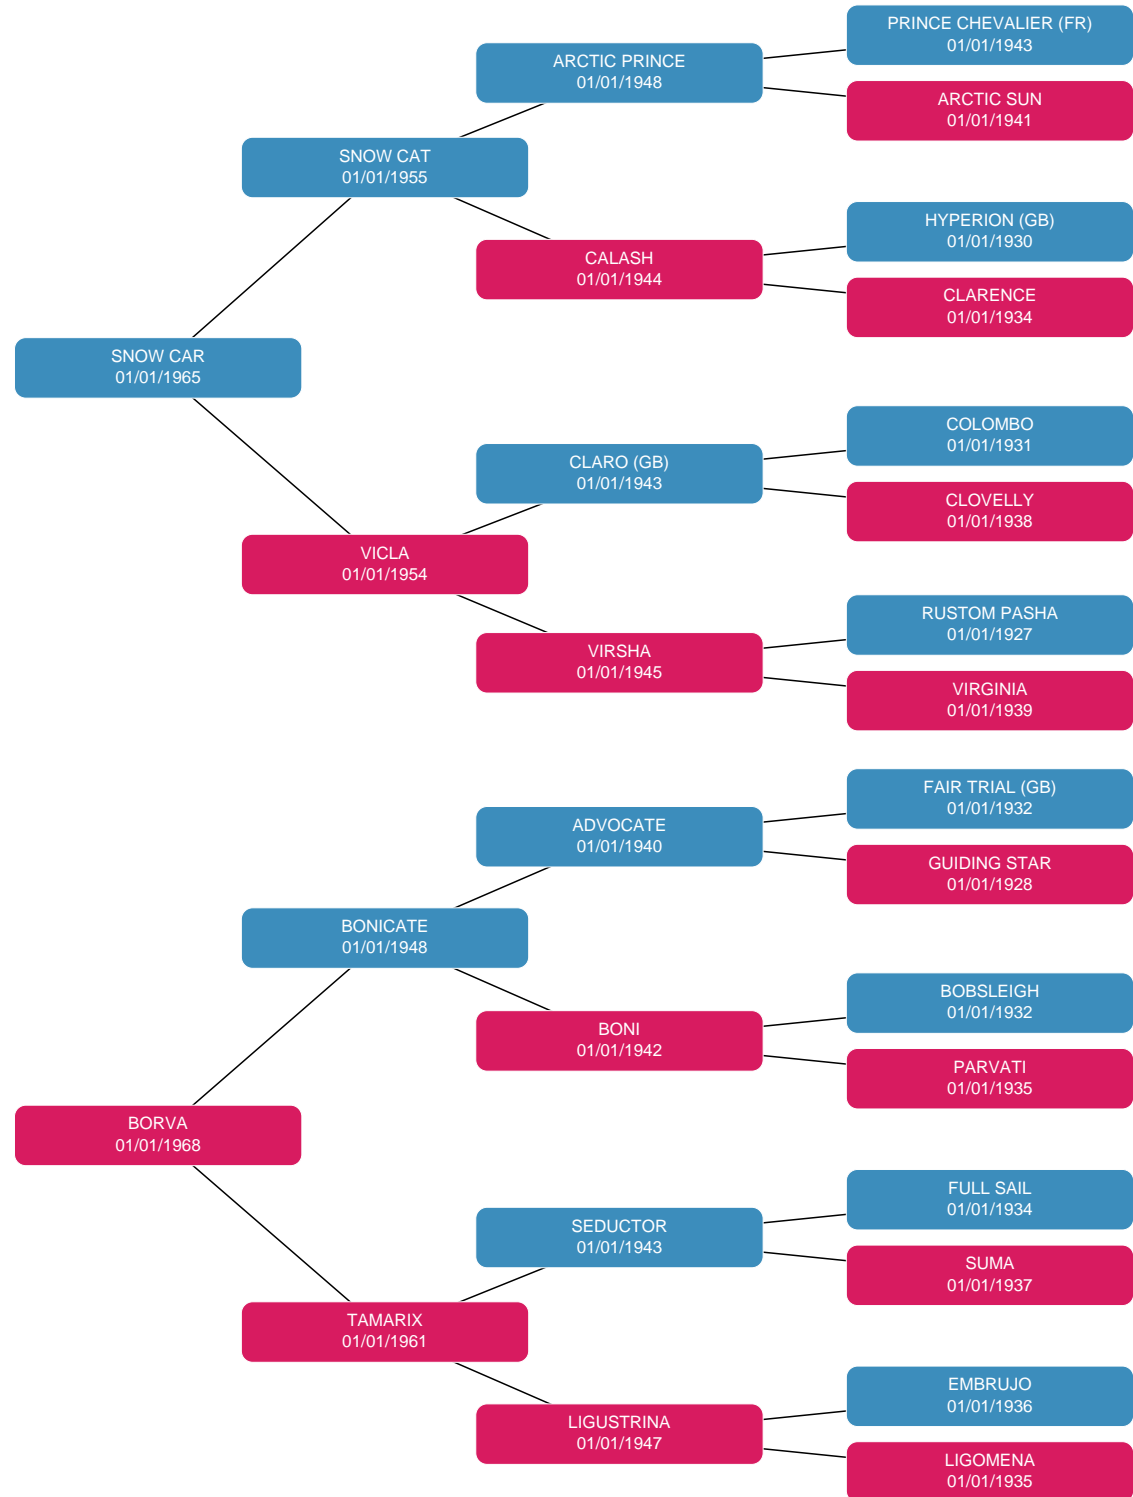 PRINCE CHEVALIER (FR)
01/01/1943
ARCTIC PRINCE
01/01/1948
ARCTIC SUN
01/01/1941
SNOW CAT
01/01/1955
HYPERION (GB)
01/01/1930
CALASH
01/01/1944
CLARENCE
01/01/1934
SNOW CAR
01/01/1965
COLOMBO
01/01/1931
CLARO (GB)
01/01/1943
CLOVELLY
01/01/1938
VICLA
01/01/1954
RUSTOM PASHA
01/01/1927
VIRSHA
01/01/1945
VIRGINIA
01/01/1939
FAIR TRIAL (GB)
01/01/1932
ADVOCATE
01/01/1940
GUIDING STAR
01/01/1928
BONICATE
01/01/1948
BOBSLEIGH
01/01/1932
BONI
01/01/1942
PARVATI
01/01/1935
BORVA
01/01/1968
FULL SAIL
01/01/1934
SEDUCTOR
01/01/1943
SUMA
01/01/1937
TAMARIX
01/01/1961
EMBRUJO
01/01/1936
LIGUSTRINA
01/01/1947
LIGOMENA
01/01/1935